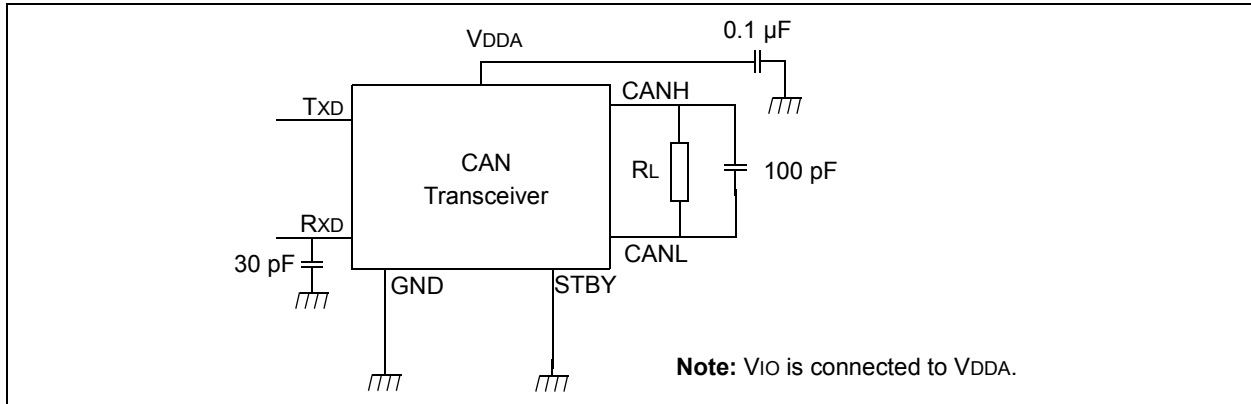 0.1 µF
VDDA
CANH
TXD
CAN
Transceiver
RL
100 pF
RXD
CANL
30 pF
GND
STBY
Note: VIO is connected to VDDA.